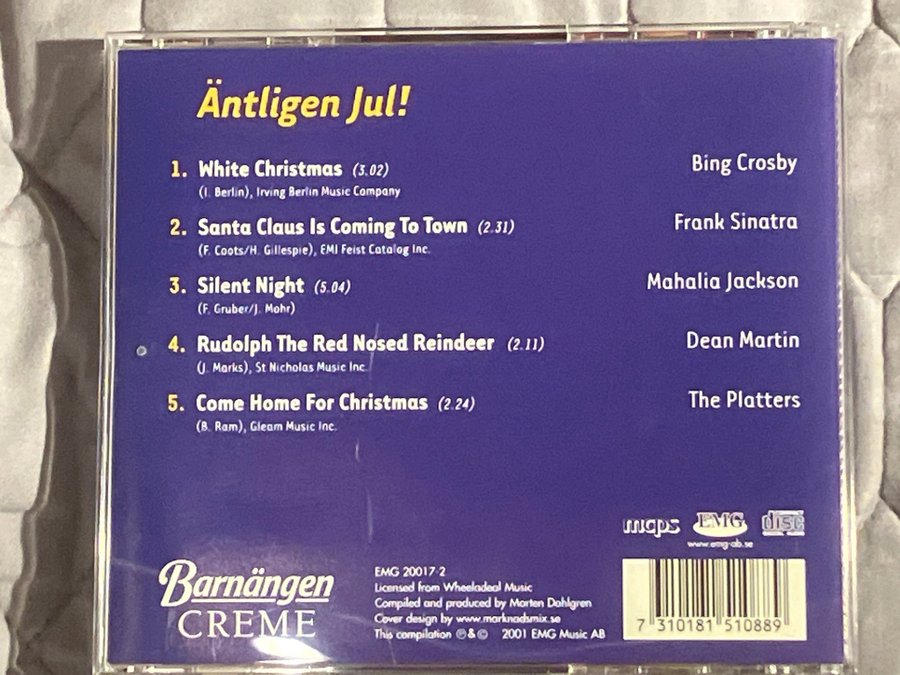 Äntligen Jul!
1. White Christmas (3.02) Bing Crosby
(I. Berlin), Irving Berlin Music Company
2. Santa Claus Is Coming To Town (2.31) Frank Sinatra
(F. Coots/H. Gillespie), EMI Feist Catalog Inc.
3. Silent Night (5.04) Mahalia Jackson
(F. Gruber/J. Mohr)
4. Rudolph The Red Nosed Reindeer (2.11) Dean Martin
(J. Marks), St Nicholas Music Inc.
5. Come Home For Christmas (2.24) The Platters
(B. Ram), Gleam Music Inc.
mcps EMG disc
www.emg-ab.se
Barnängen
CREME
EMG 20017-2
Licensed from Wheeladeal Music
Compiled and produced by Morten Dahlgren
Cover design by www.marknadsmix.se
This compilation ℗&© 2001 EMG Music AB
7 310181 510889